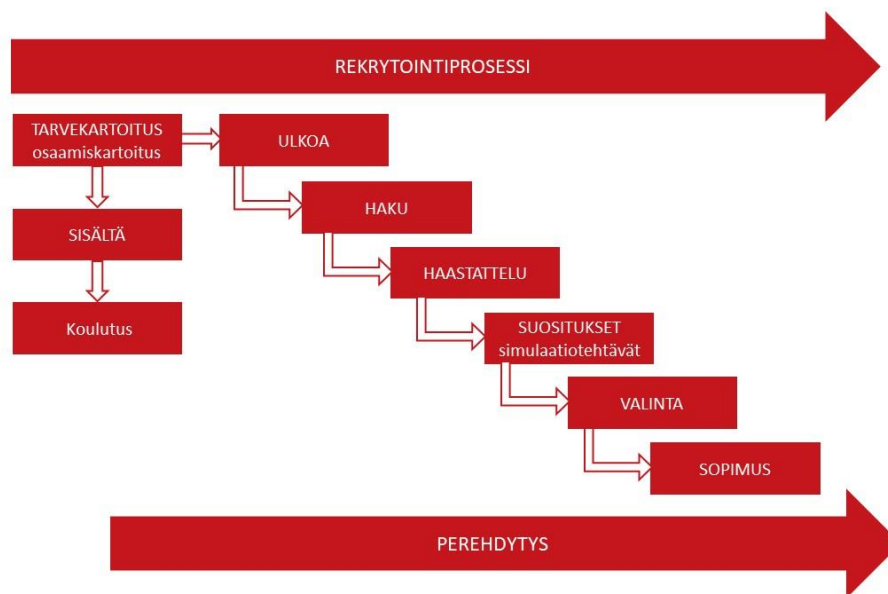 REKRYTOINTIPROSESSI
TARVEKARTOITUS
osaamiskartoitus
ULKOA
SISÄLTÄ
HAKU
Koulutus
HAASTATTELU
SUOSITUKSET
simulaatiotehtävät
VALINTA
SOPIMUS
PEREHDYTYS